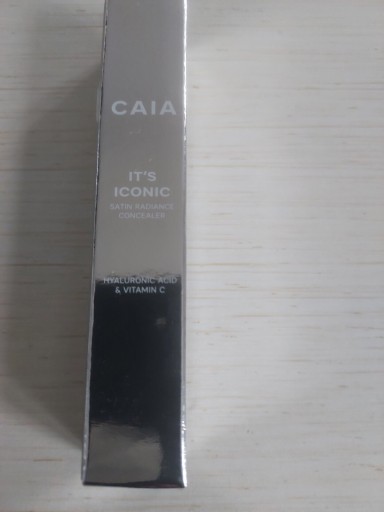 CAIA
IT'S
ICONIC
SATIN RADIANCE
CONCEALER
HYALURONIC ACID
& VITAMIN C